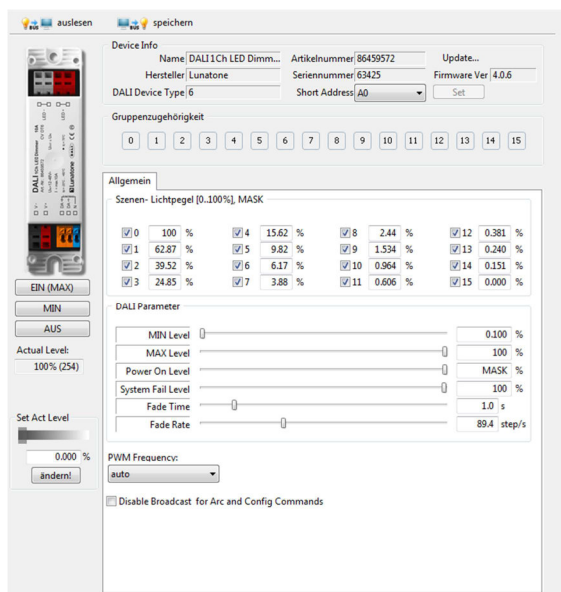 auslesen speichern
Device Info
Name DALI 1Ch LED Dimm... Artikelnummer 86459572 Update...
Hersteller Lunatone Seriennummer 63425 Firmware Ver 4.0.6
DALI Device Type 6 Short Address A0 Set
Gruppenzugehörigkeit
0 1 2 3 4 5 6 7 8 9 10 11 12 13 14 15
Allgemein
Szenen- Lichtpegel [0..100%], MASK
0 100 % 4 15.62 % 8 2.44 % 12 0.381 %
1 62.87 % 5 9.82 % 9 1.534 % 13 0.240 %
2 39.52 % 6 6.17 % 10 0.964 % 14 0.151 %
3 24.85 % 7 3.88 % 11 0.606 % 15 0.000 %
EIN (MAX)
MIN
AUS
Actual Level:
100% (254)
DALI Parameter
MIN Level 0.100 %
MAX Level 100 %
Power On Level MASK %
System Fail Level 100 %
Fade Time 1.0 s
Fade Rate 89.4 step/s
Set Act Level
0.000 %
ändern!
PWM Frequency:
auto
Disable Broadcast for Arc and Config Commands
DALI
Lunatone